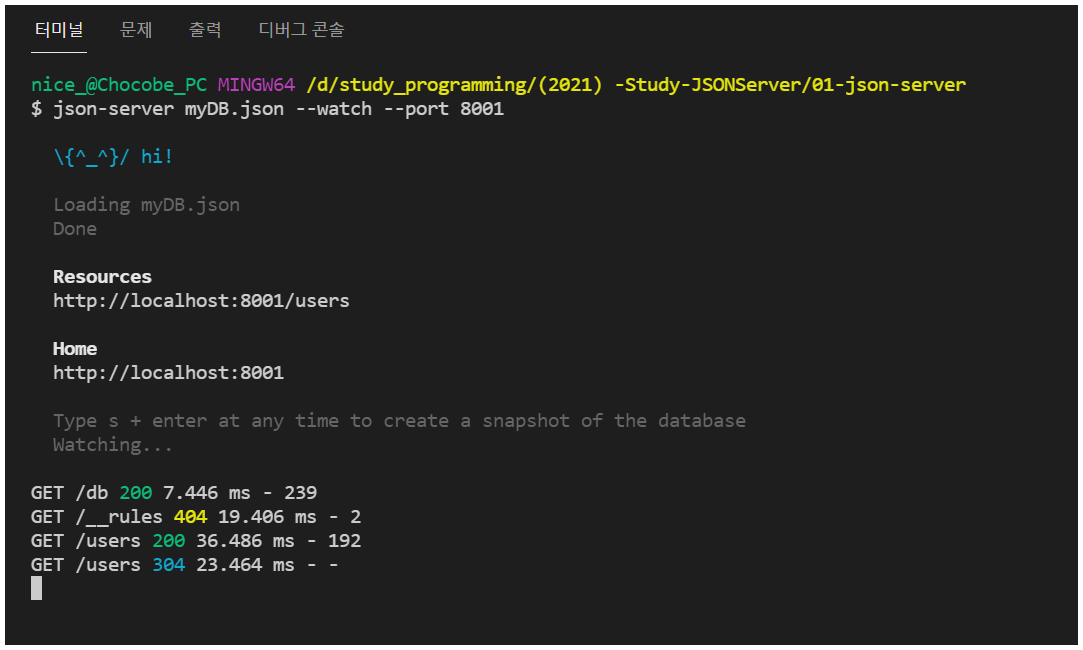 터미널 문제 출력 디버그 콘솔
nice_@Chocobe_PC MINGW64 /d/study_programming/(2021) -Study-JSONServer/01-json-server
$ json-server myDB.json --watch --port 8001
\{^_^}/ hi!
Loading myDB.json
Done
Resources
http://localhost:8001/users
Home
http://localhost:8001
Type s + enter at any time to create a snapshot of the database
Watching...
GET /db 200 7.446 ms - 239
GET /__rules 404 19.406 ms - 2
GET /users 200 36.486 ms - 192
GET /users 304 23.464 ms - -